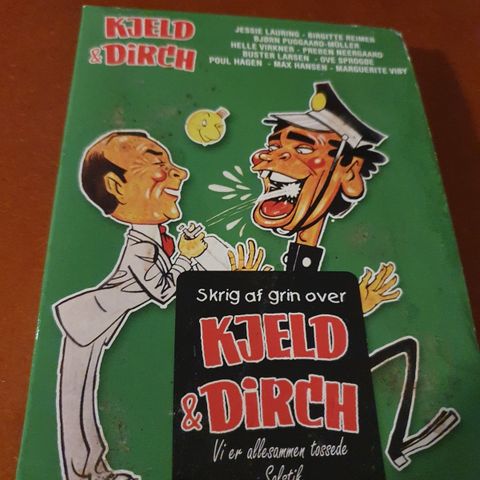 KJELD
& DiRCH
JESSIE LAURING - BIRGITTE REIMER
BJØRN PUGGAARD-MÜLLER
HELLE VIRKNER - PREBEN NEERGAARD
BUSTER LARSEN - OVE SPROGØE
POUL HAGEN - MAX HANSEN - MARGUERITE VIBY
Skrig af grin over
KJELD
& DiRCH
Vi er allesammen tossede
Solstik